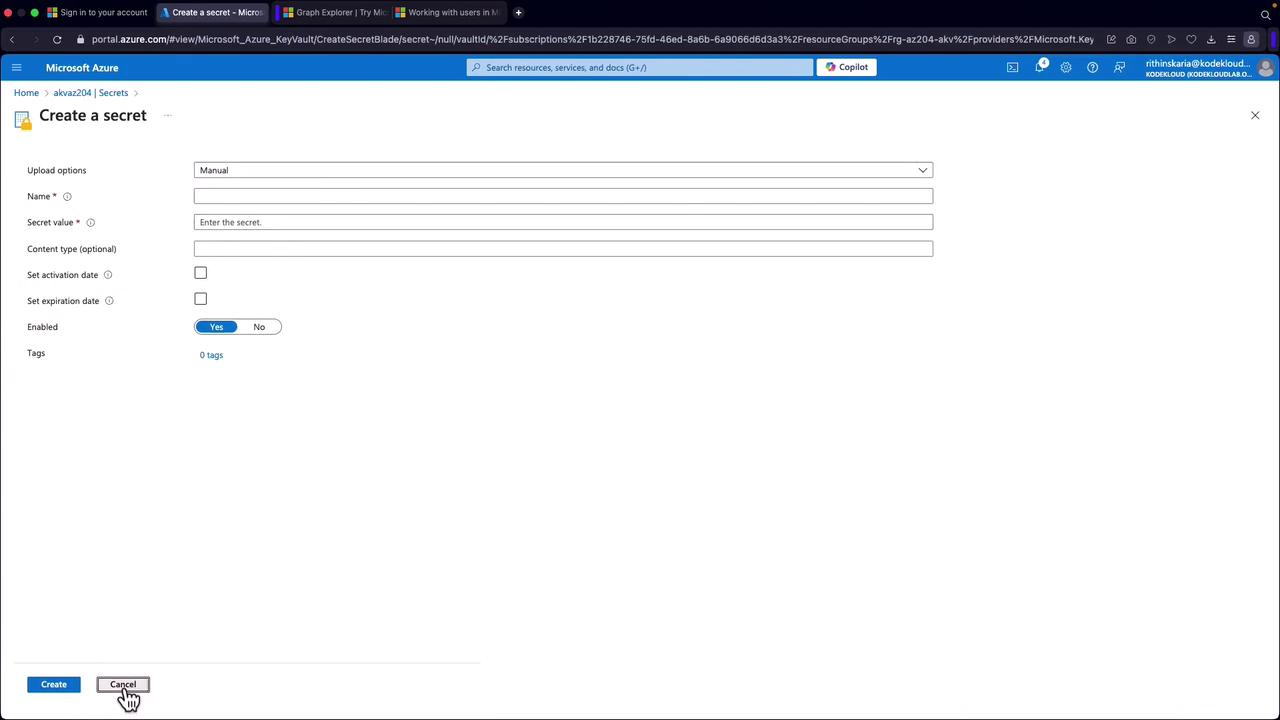 Sign in to your account
Create a secret - Micros
Graph Explorer | Try Mic
Working with users in M
portal.azure.com/#view/Microsoft_Azure_KeyVault/CreateSecretBlade/secret~/null/vaultId/%2Fsubscriptions%2F1b228746-75fd-46ed-8a6b-6a9066d6d3a3%2FresourceGroups%2Frg-az204-akv%2Fproviders%2FMicrosoft.Key
Microsoft Azure
Search resources, services, and docs (G+/)
Copilot
4
rithinskaria@kodekloud...
KODEKLOUD (KODEKLOUDLAB.O...
Home > akvaz204 | Secrets >
Create a secret ...
Upload options
Manual
Name *
Secret value *
Enter the secret.
Content type (optional)
Set activation date
Set expiration date
Enabled
Yes
No
Tags
0 tags
Create
Cancel